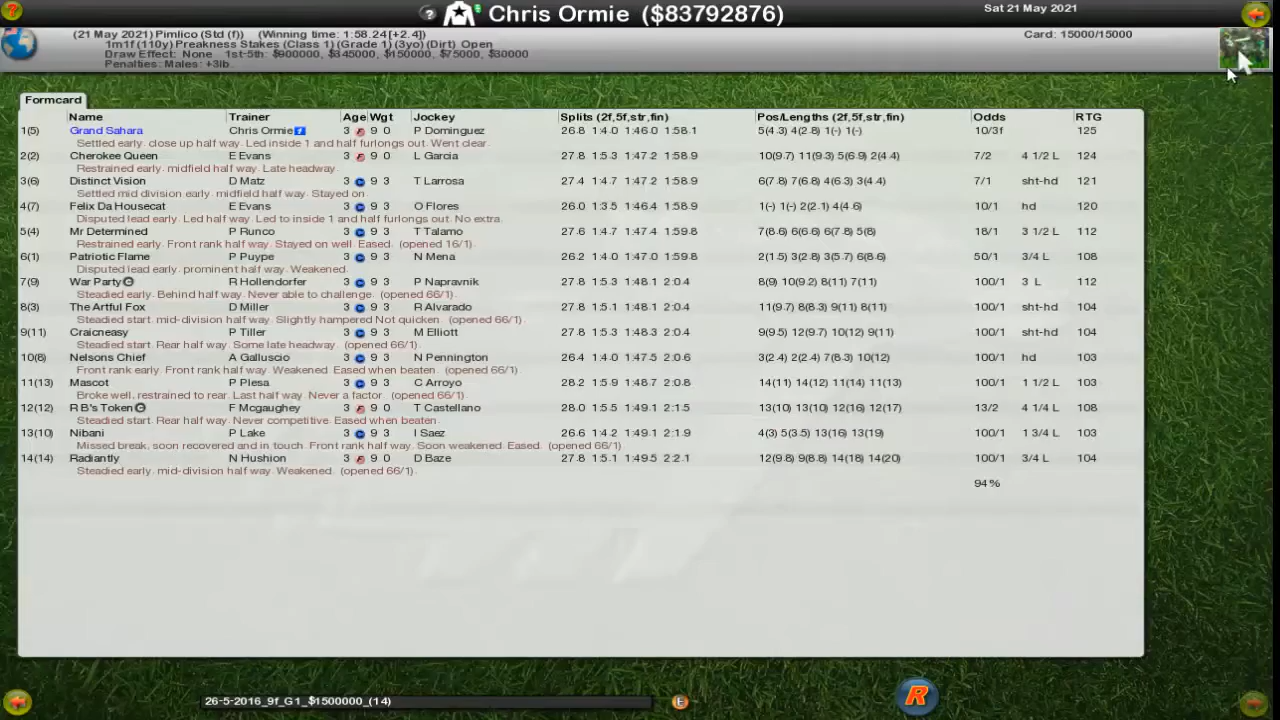 Chris Ormie ($83792876)
Sat 21 May 2021
(21 May 2021) Pimlico (Std (f)) (Winning time: 1:58.24[+2.4])
Card: 15000/15000
1m1f (110y) Preakness Stakes (Class 1) (Grade 1) (3yo) (Dirt) Open
Draw Effect: None 1st-5th: $900000, $345000, $150000, $75000, $30000
Penalties: Males: +3lb.
Formcard
Name Trainer Age Wgt Jockey Splits (2f,5f,str,fin) Pos/Lengths (2f,5f,str,fin) Odds RTG
1(5) Grand Sahara Chris Ormie 3 9 0 P Dominguez 26.8 1:4.0 1:46.0 1:58.1 5(4.3) 4(2.8) 1(-) 1(-) 10/3f 125
Settled early. close up half way. Led inside 1 and half furlongs out. Went clear.
2(2) Cherokee Queen E Evans 3 9 0 L Garcia 27.8 1:5.3 1:47.2 1:58.9 10(9.7) 11(9.3) 5(6.9) 2(4.4) 7/2 4 1/2 L 124
Restrained early. midfield half way. Late headway.
3(6) Distinct Vision D Matz 3 9 3 T Larrosa 27.4 1:4.7 1:47.2 1:58.9 6(7.8) 7(6.8) 4(6.3) 3(4.4) 7/1 sht-hd 121
Settled mid division early. midfield half way. Stayed on.
4(7) Felix Da Housecat E Evans 3 9 3 O Flores 26.0 1:3.5 1:46.4 1:58.9 1(-) 1(-) 2(2.1) 4(4.6) 10/1 hd 120
Disputed lead early. Led half way. Led to inside 1 and half furlongs out. No extra.
5(4) Mr Determined P Runco 3 9 3 T Talamo 27.6 1:4.7 1:47.4 1:59.8 7(8.6) 6(6.6) 6(7.8) 5(8) 18/1 3 1/2 L 112
Restrained early. Front rank half way. Stayed on well. Eased. (opened 16/1).
6(1) Patriotic Flame P Puype 3 9 3 N Mena 26.2 1:4.0 1:47.0 1:59.8 2(1.5) 3(2.8) 3(5.7) 6(8.6) 50/1 3/4 L 108
Disputed lead early. prominent half way. Weakened.
7(9) War Party R Hollendorfer 3 9 3 P Napravnik 27.8 1:5.3 1:48.1 2:0.4 8(9) 10(9.2) 8(11) 7(11) 100/1 3 L 112
Steadied early. Behind half way. Never able to challenge. (opened 66/1).
8(3) The Artful Fox D Miller 3 9 3 R Alvarado 27.8 1:5.1 1:48.1 2:0.4 11(9.7) 8(8.3) 9(11) 8(11) 100/1 sht-hd 104
Steadied start. mid-division half way. Slightly hampered Not quicken. (opened 66/1).
9(11) Craicneasy P Tiller 3 9 3 M Elliott 27.8 1:5.3 1:48.3 2:0.4 9(9.5) 12(9.7) 10(12) 9(11) 100/1 sht-hd 104
Steadied start. Rear half way. Some late headway. (opened 66/1).
10(8) Nelsons Chief A Galluscio 3 9 3 N Pennington 26.4 1:4.0 1:47.5 2:0.6 3(2.4) 2(2.4) 7(8.3) 10(12) 100/1 hd 103
Front rank early. Front rank half way. Weakened. Eased when beaten. (opened 66/1).
11(13) Mascot P Plesa 3 9 3 C Arroyo 28.2 1:5.9 1:48.7 2:0.8 14(11) 14(12) 11(14) 11(13) 100/1 1 1/2 L 103
Broke well, restrained to rear. Last half way. Never a factor. (opened 66/1).
12(12) R B's Token F Mcgaughey 3 9 0 T Castellano 28.0 1:5.5 1:49.1 2:1.5 13(10) 13(10) 12(16) 12(17) 13/2 4 1/4 L 108
Steadied start. Rear half way. Never competitive. Eased when beaten.
13(10) Nibani P Lake 3 9 3 I Saez 26.6 1:4.2 1:49.1 2:1.9 4(3) 5(3.5) 13(16) 13(19) 100/1 1 3/4 L 103
Missed break, soon recovered and in touch. Front rank half way. Soon weakened. Eased. (opened 66/1).
14(14) Radiantly N Hushion 3 9 0 D Baze 27.8 1:5.1 1:49.5 2:2.1 12(9.8) 9(8.8) 14(18) 14(20) 100/1 3/4 L 104
Steadied early. mid-division half way. Weakened. (opened 66/1).
94%
26-5-2016_9f_G1_$1500000_(14)
E
R